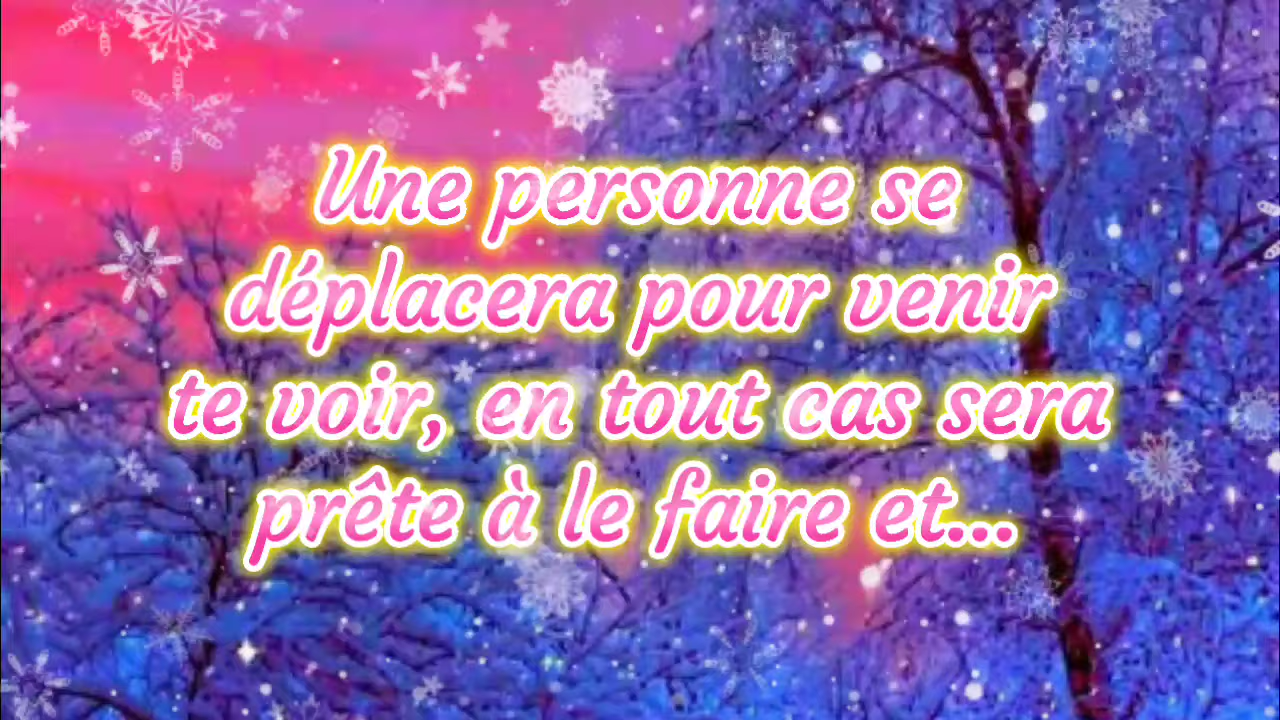 Une personne se
déplacera pour venir
te voir, en tout cas sera
prête à le faire et...